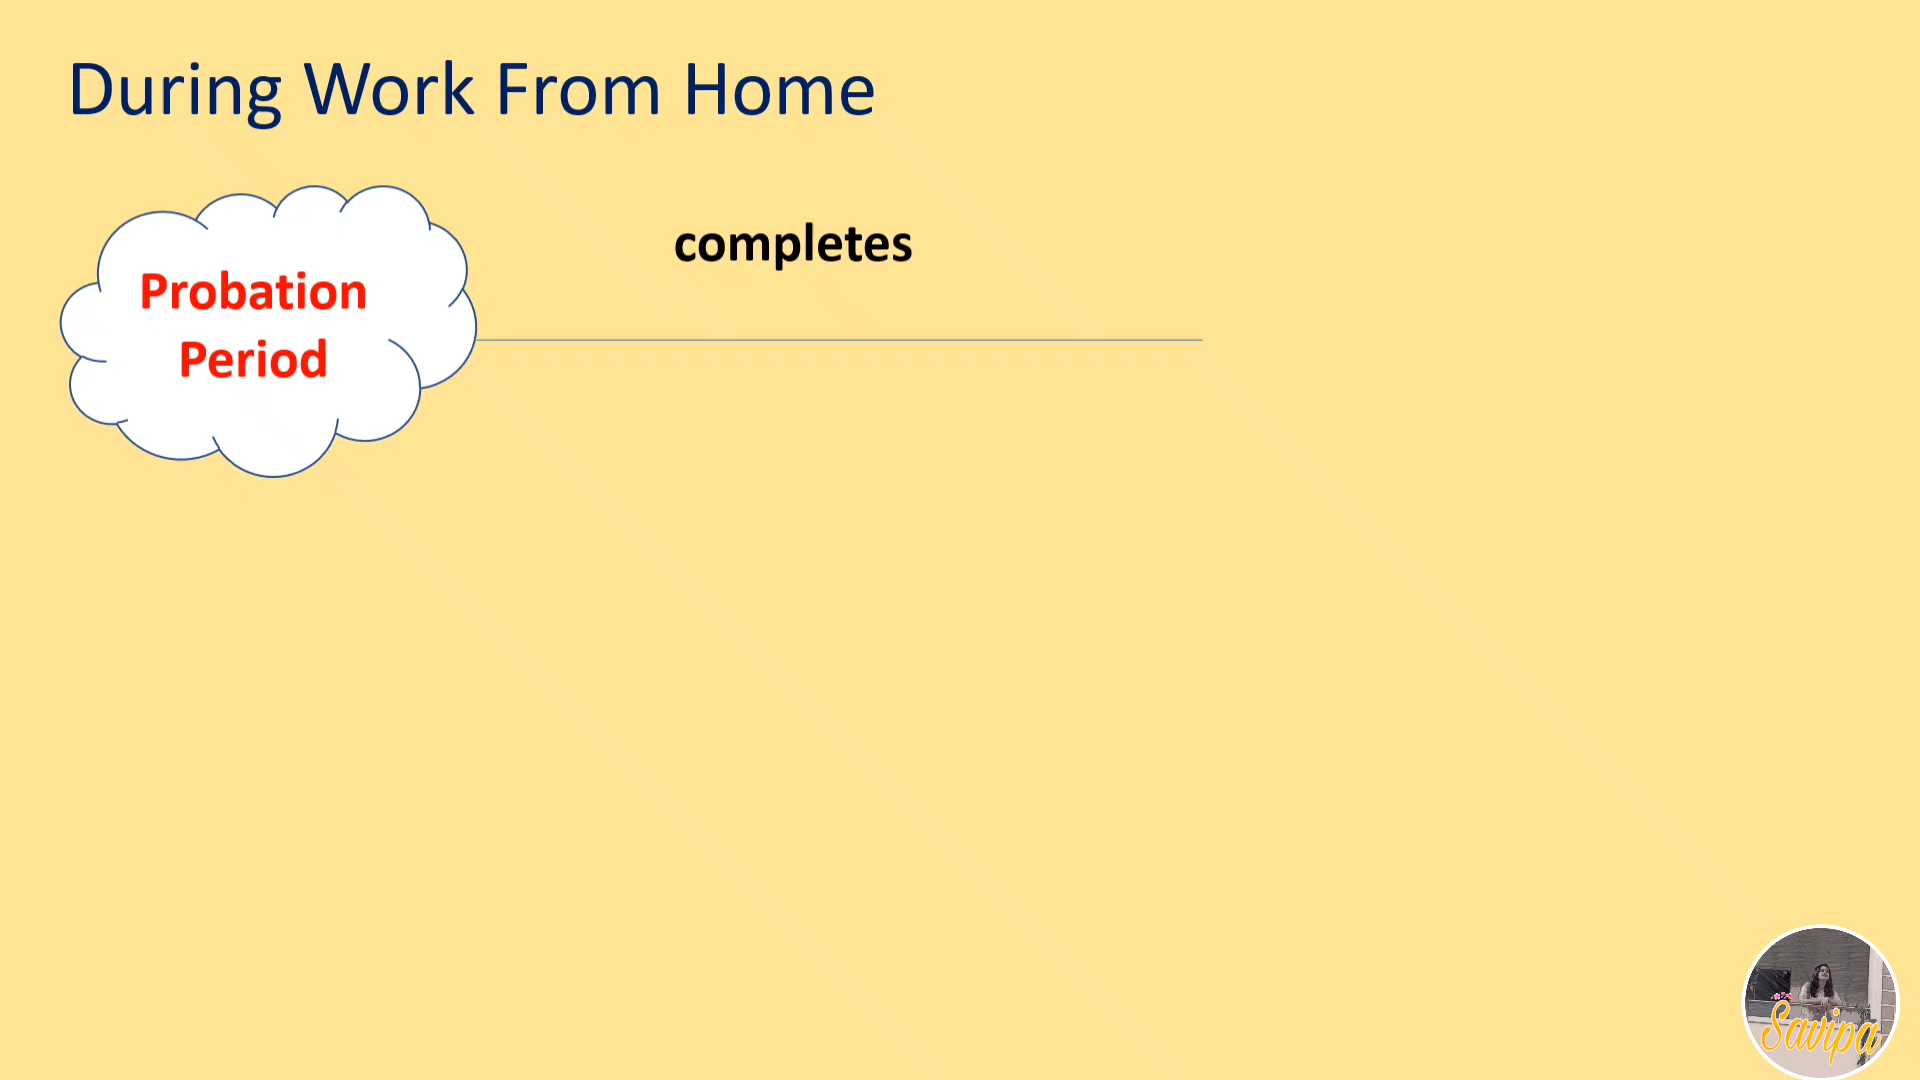 During Work From Home
completes
Probation
Period
Savipa